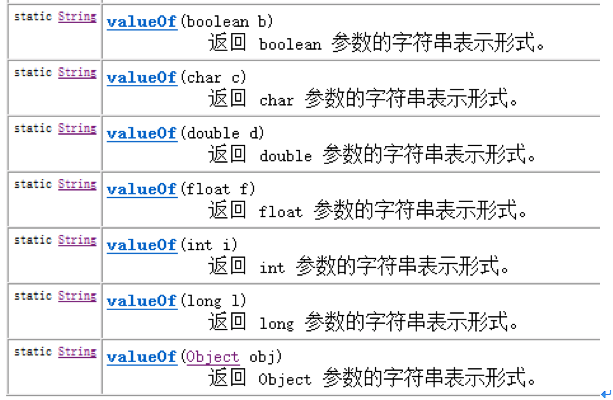 static String valueOf(boolean b)
返回 boolean 参数的字符串表示形式。
static String valueOf(char c)
返回 char 参数的字符串表示形式。
static String valueOf(double d)
返回 double 参数的字符串表示形式。
static String valueOf(float f)
返回 float 参数的字符串表示形式。
static String valueOf(int i)
返回 int 参数的字符串表示形式。
static String valueOf(long l)
返回 long 参数的字符串表示形式。
static String valueOf(Object obj)
返回 Object 参数的字符串表示形式。